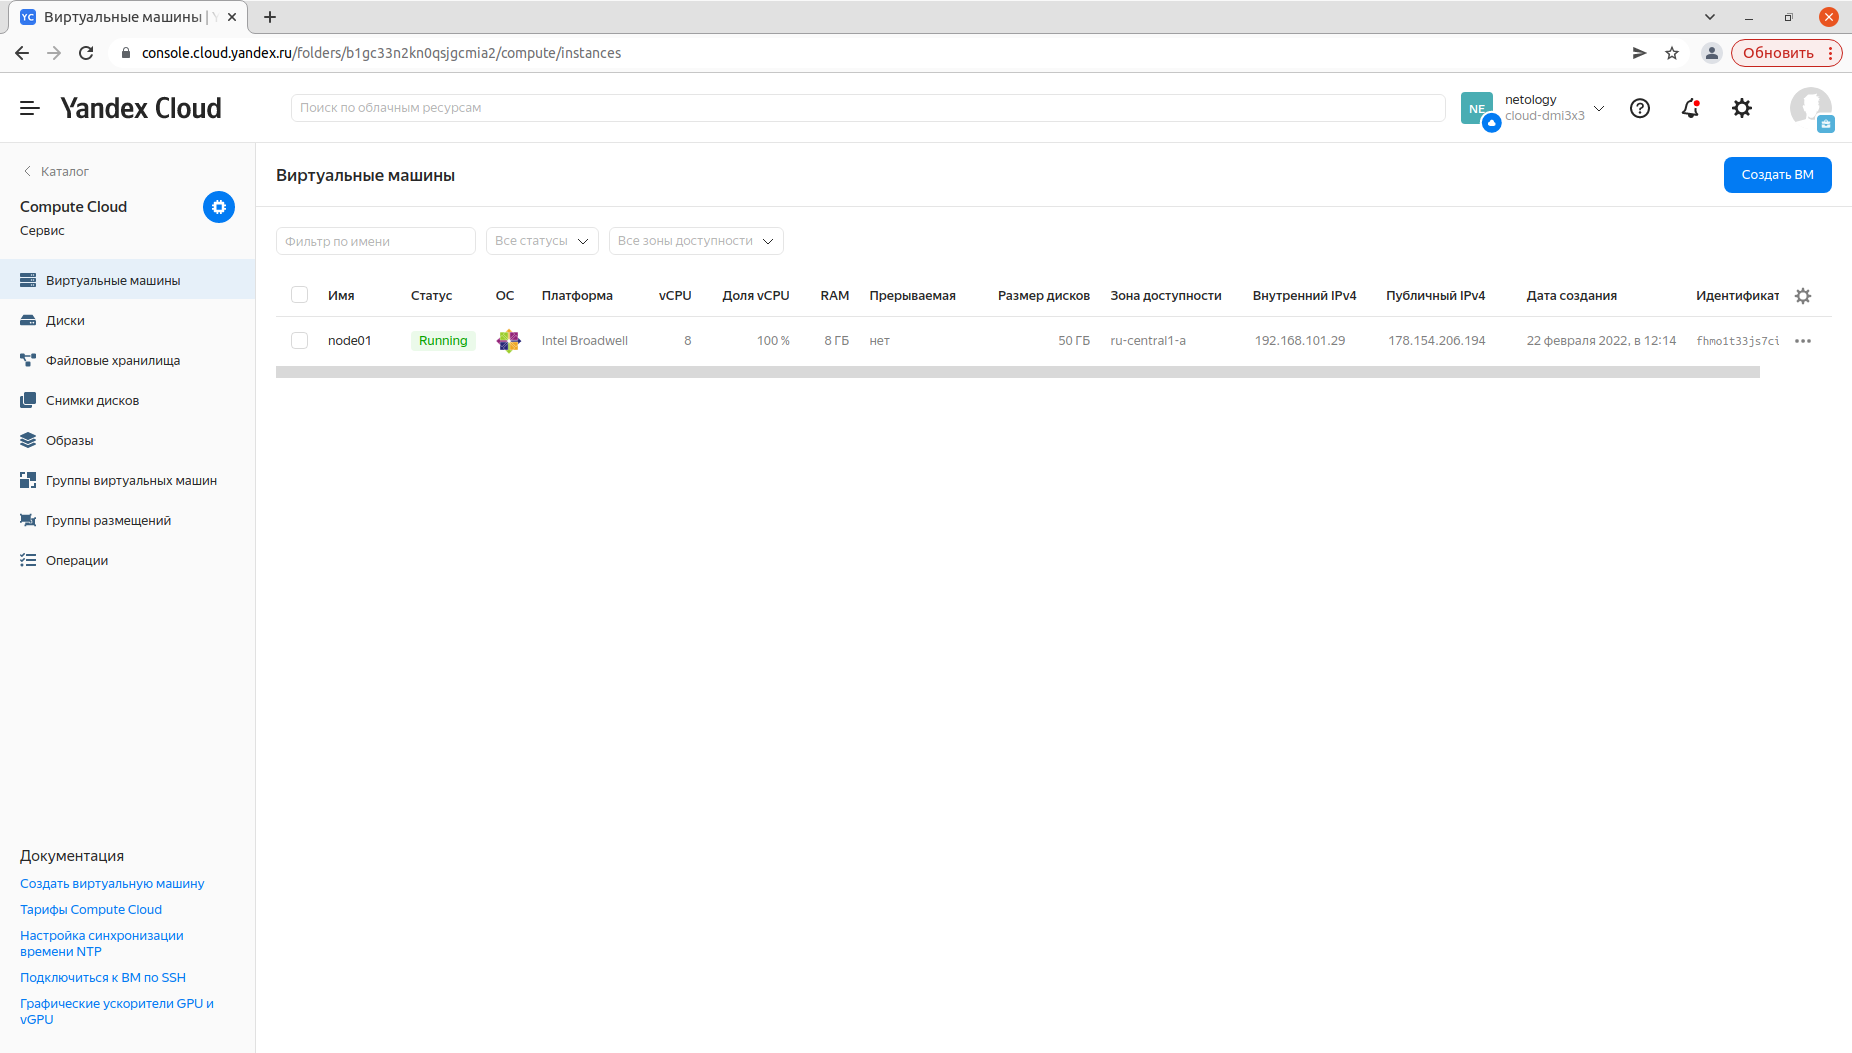 YC Виртуальные машины | Y
console.cloud.yandex.ru/folders/b1gc33n2kn0qsjgcmia2/compute/instances
Обновить
Yandex Cloud
Поиск по облачным ресурсам
NE
netology
cloud-dmi3x3
Каталог
Compute Cloud
Сервис
Виртуальные машины
Диски
Файловые хранилища
Снимки дисков
Образы
Группы виртуальных машин
Группы размещений
Операции
Документация
Создать виртуальную машину
Тарифы Compute Cloud
Настройка синхронизации
времени NTP
Подключиться к ВМ по SSH
Графические ускорители GPU и
vGPU
Виртуальные машины
Создать ВМ
Фильтр по имени
Все статусы
Все зоны доступности
Имя Статус ОС Платформа vCPU Доля vCPU RAM Прерываемая Размер дисков Зона доступности Внутренний IPv4 Публичный IPv4 Дата создания Идентификат
node01 Running Intel Broadwell 8 100 % 8 ГБ нет 50 ГБ ru-central1-a 192.168.101.29 178.154.206.194 22 февраля 2022, в 12:14 fhmo1t33js7ci